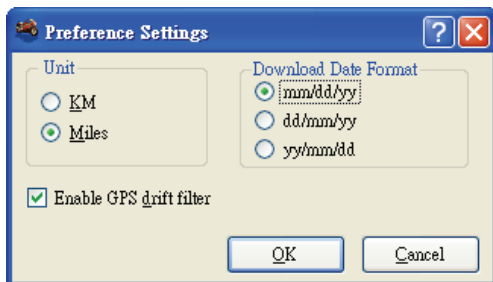 Preference Settings
Unit
KM
Miles
Download Date Format
mm/dd/yy
dd/mm/yy
yy/mm/dd
Enable GPS drift filter
OK
Cancel